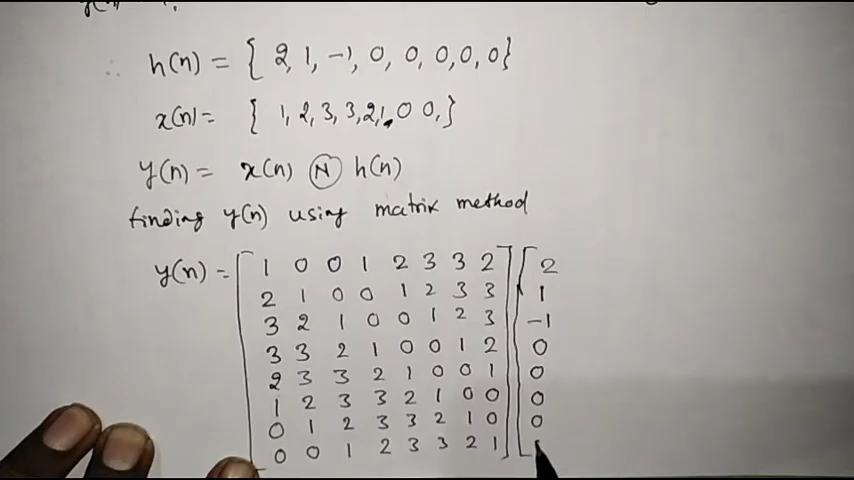 ∴ h(n) = { 2, 1, -1, 0, 0, 0, 0, 0}
x(n) = { 1, 2, 3, 3, 2, 1, 0 0, }
y(n) = x(n) Ⓝ h(n)
finding y(n) using matrix method
y(n) = [ 1 0 0 1 2 3 3 2 ] [ 2
2 1 0 0 1 2 3 3 1
3 2 1 0 0 1 2 3 -1
3 3 2 1 0 0 1 2 0
2 3 3 2 1 0 0 1 0
1 2 3 3 2 1 0 0 0
0 1 2 3 3 2 1 0 0
0 0 1 2 3 3 2 1